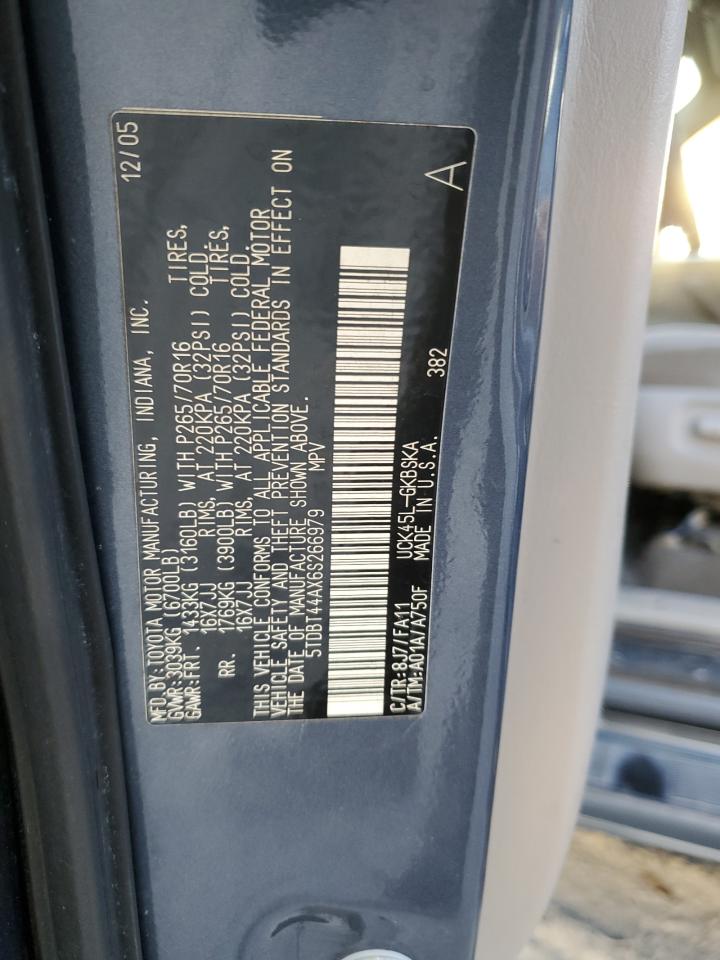 MFD.BY:TOYOTA MOTOR MANUFACTURING, INDIANA, INC. 12/05
GVWR:3039KG (6700LB)
GAWR:FRT. 1433KG (3160LB) WITH P265/70R16 TIRES,
16X7JJ RIMS, AT 220KPA (32PSI) COLD.
RR. 1769KG (3900LB) WITH P265/70R16 TIRES,
16X7JJ RIMS, AT 220KPA (32PSI) COLD.
THIS VEHICLE CONFORMS TO ALL APPLICABLE FEDERAL MOTOR
VEHICLE SAFETY AND THEFT PREVENTION STANDARDS IN EFFECT ON
THE DATE OF MANUFACTURE SHOWN ABOVE.
5TDBT44AX6S266979 MPV
C/TR:8J7/FA11 UCK45L-GKBSKA
A/TM:A01A/A750F MADE IN U.S.A. 382 A